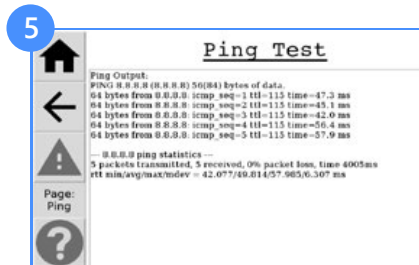 5
Ping Test
Ping Output:
PING 8.8.8.8 (8.8.8.8) 56(84) bytes of data.
64 bytes from 8.8.8.8: icmp_seq=1 ttl=115 time=47.3 ms
64 bytes from 8.8.8.8: icmp_seq=2 ttl=115 time=45.1 ms
64 bytes from 8.8.8.8: icmp_seq=3 ttl=115 time=42.0 ms
64 bytes from 8.8.8.8: icmp_seq=4 ttl=115 time=56.4 ms
64 bytes from 8.8.8.8: icmp_seq=5 ttl=115 time=57.9 ms
--- 8.8.8.8 ping statistics ---
5 packets transmitted, 5 received, 0% packet loss, time 4005ms
rtt min/avg/max/mdev = 42.077/49.814/57.985/6.307 ms
Page:
Ping
?